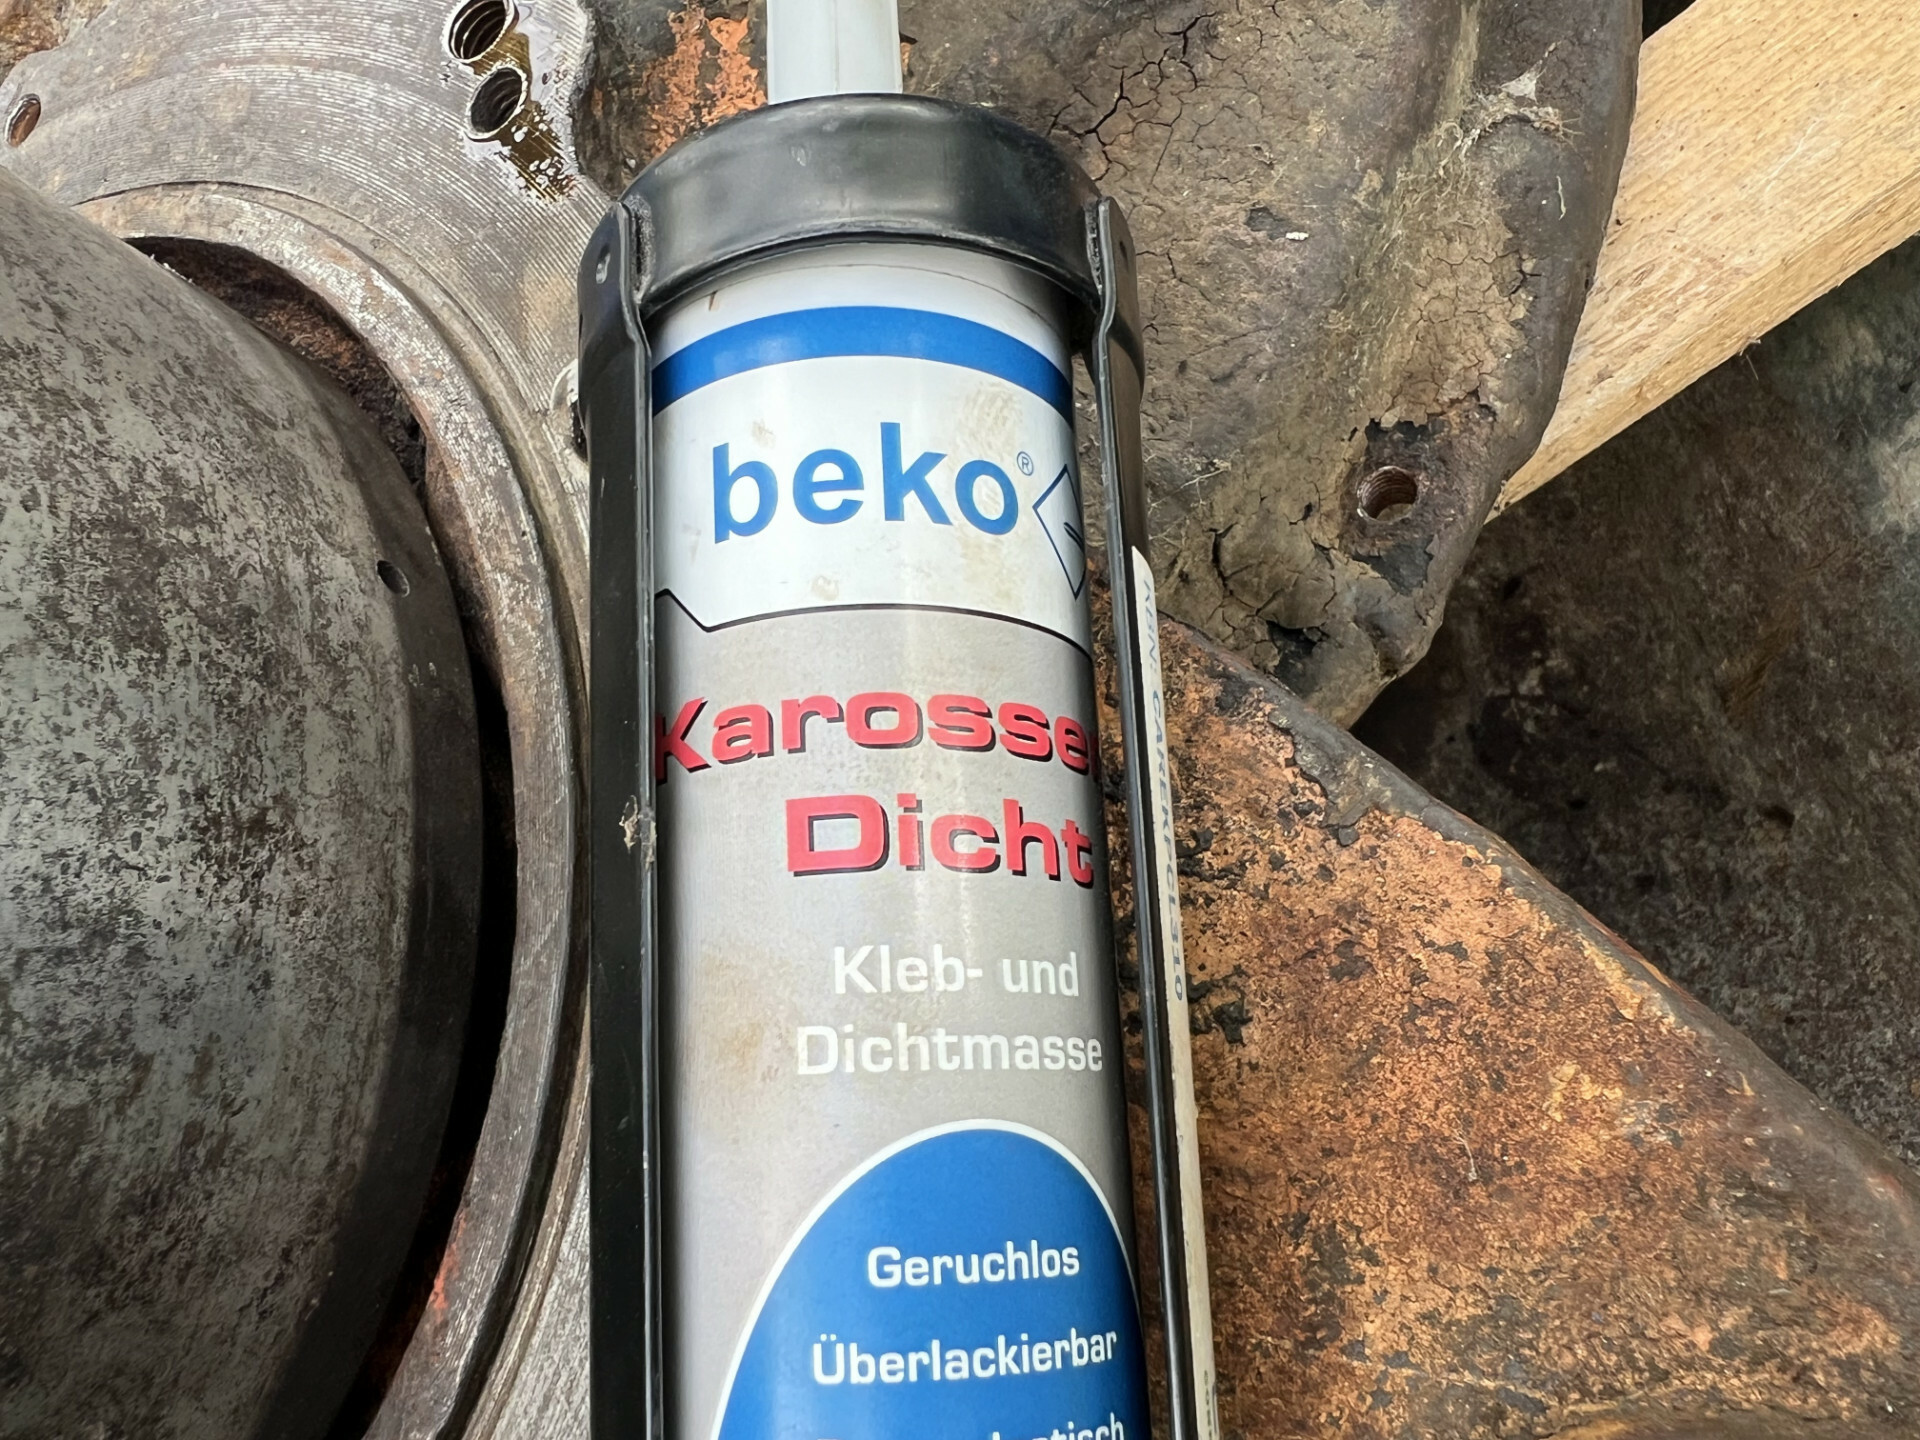 beko®
Karosser
Dicht
Kleb- und
Dichtmasse
Geruchlos
Überlackierbar